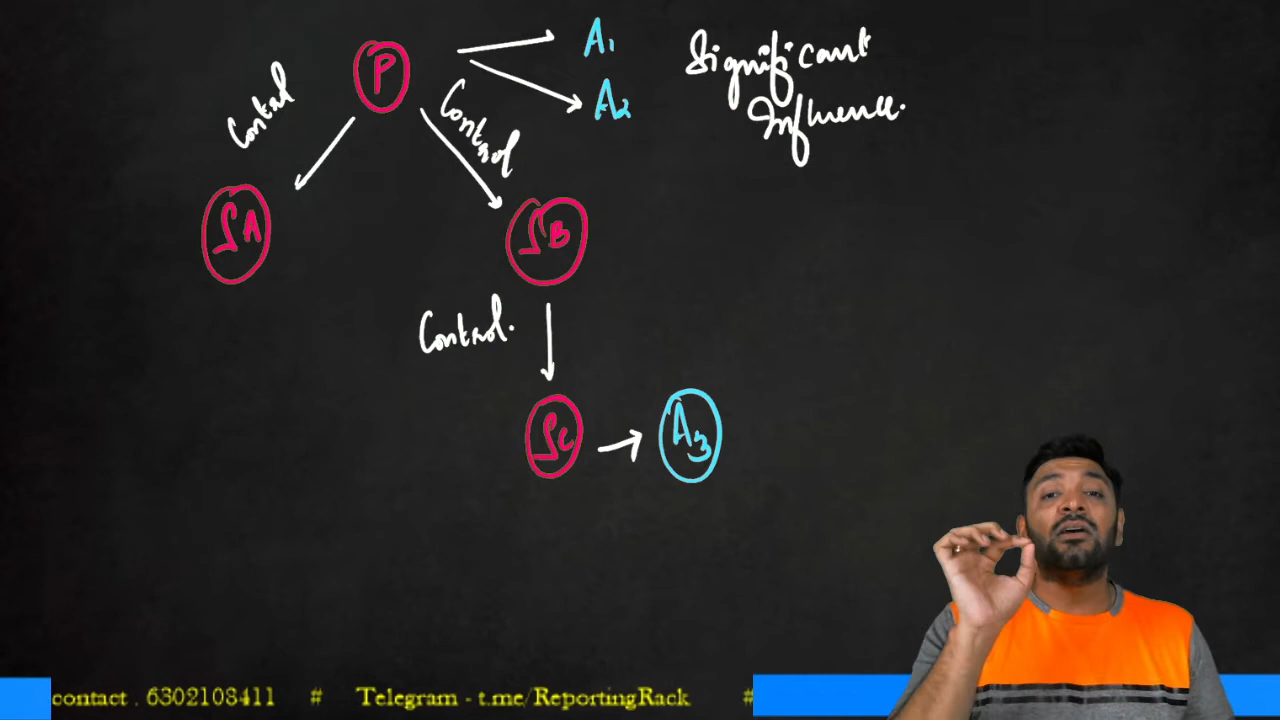 P
A1
A2
Significant
Influence.
Control
Control
SA
SB
Control.
SC
A3
contact . 6302108411 # Telegram - t.me/ReportingRack #